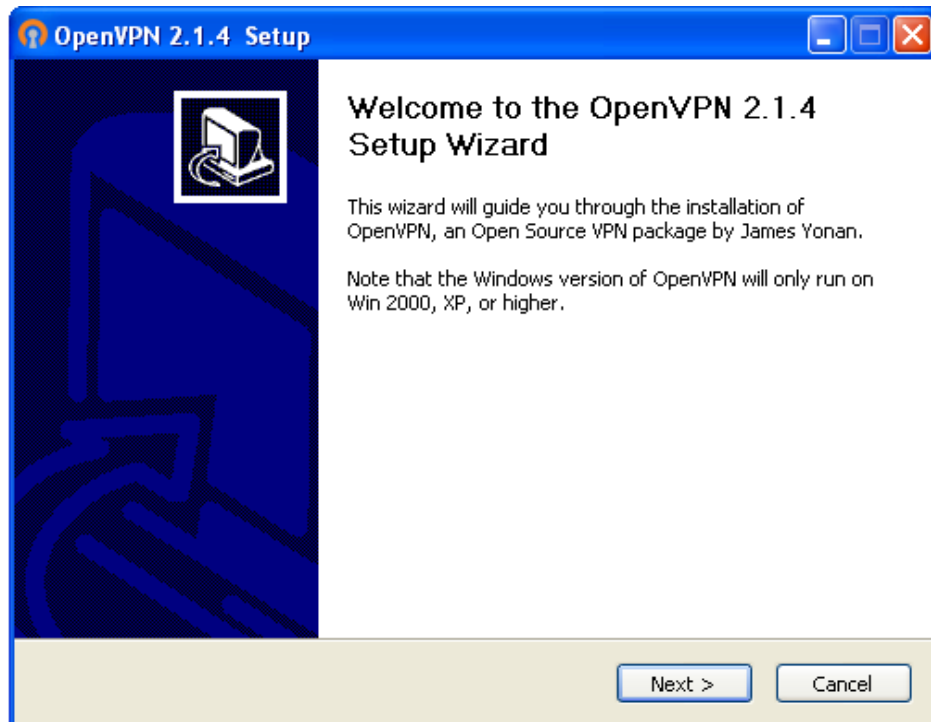 OpenVPN 2.1.4 Setup
Welcome to the OpenVPN 2.1.4
Setup Wizard
This wizard will guide you through the installation of
OpenVPN, an Open Source VPN package by James Yonan.
Note that the Windows version of OpenVPN will only run on
Win 2000, XP, or higher.
Next >
Cancel